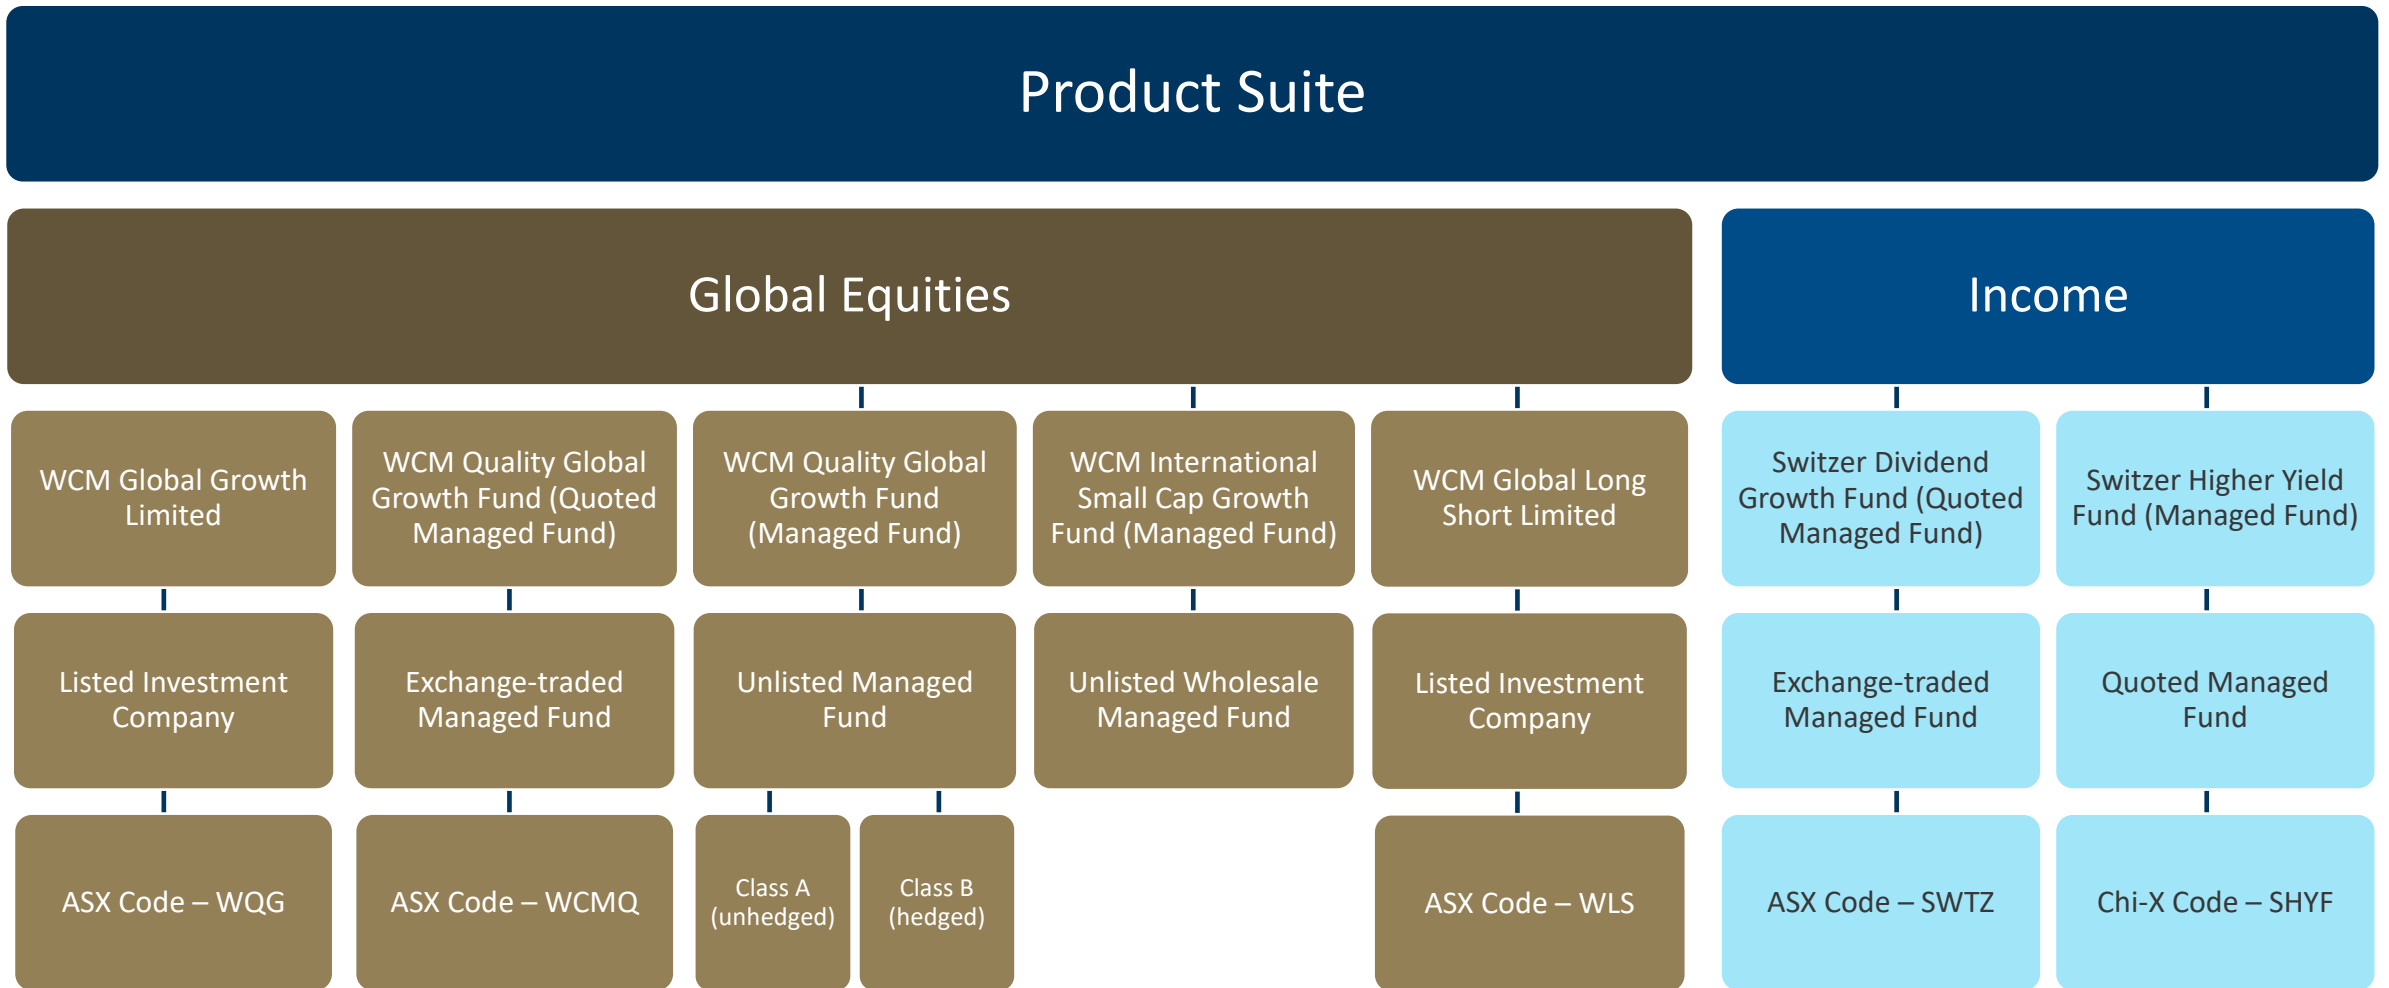 Product Suite
Global Equities
Income
WCM Global Growth
Limited
WCM Quality Global
Growth Fund (Quoted
Managed Fund)
WCM Quality Global
Growth Fund
(Managed Fund)
WCM International
Small Cap Growth
Fund (Managed Fund)
WCM Global Long
Short Limited
Switzer Dividend
Growth Fund (Quoted
Managed Fund)
Switzer Higher Yield
Fund (Managed Fund)
Listed Investment
Company
Exchange-traded
Managed Fund
Unlisted Managed
Fund
Unlisted Wholesale
Managed Fund
Listed Investment
Company
Exchange-traded
Managed Fund
Quoted Managed
Fund
ASX Code – WQG
ASX Code – WCMQ
Class A
(unhedged)
Class B
(hedged)
ASX Code – WLS
ASX Code – SWTZ
Chi-X Code – SHYF